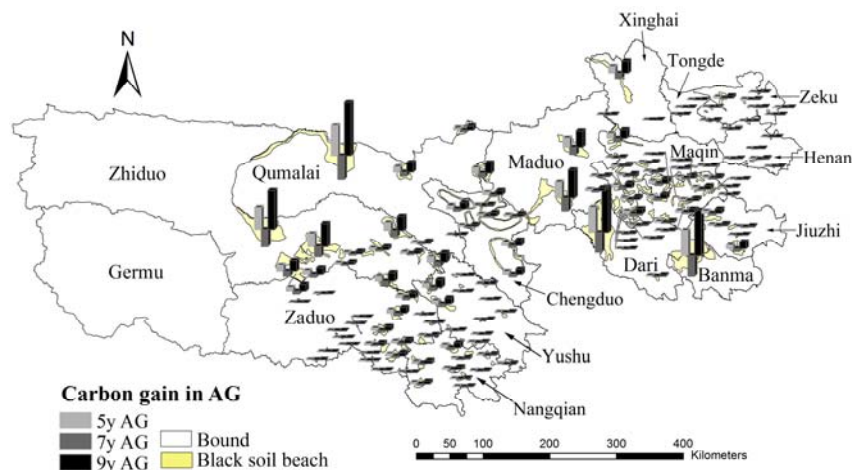 Xinghai
N
Tongde
Zeku
Zhiduo
Qumalai
Maduo
Maqin
Henan
Jiuzhi
Germu
Dari
Banma
Chengduo
Zaduo
Yushu
Nangqian
Carbon gain in AG
5y AG
7y AG
9y AG
Bound
Black soil beach
0 50 100 200 300 400
Kilometers